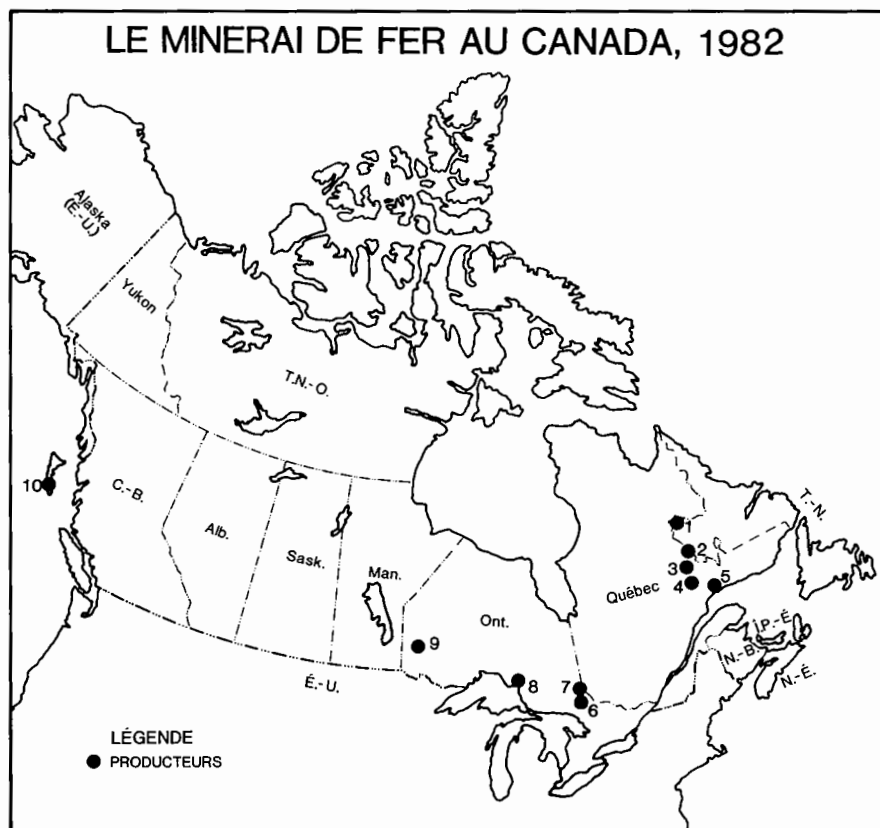 LE MINERAI DE FER AU CANADA, 1982
Alaska
(É.-U.)
Yukon
T.N.-O.
C.-B.
Alb.
Sask.
Man.
Ont.
Québec
T.-N.
Î.P.-É.
N.-B.
N.-É.
É.-U.
1
2
3
4
5
6
7
8
9
10
LÉGENDE
PRODUCTEURS